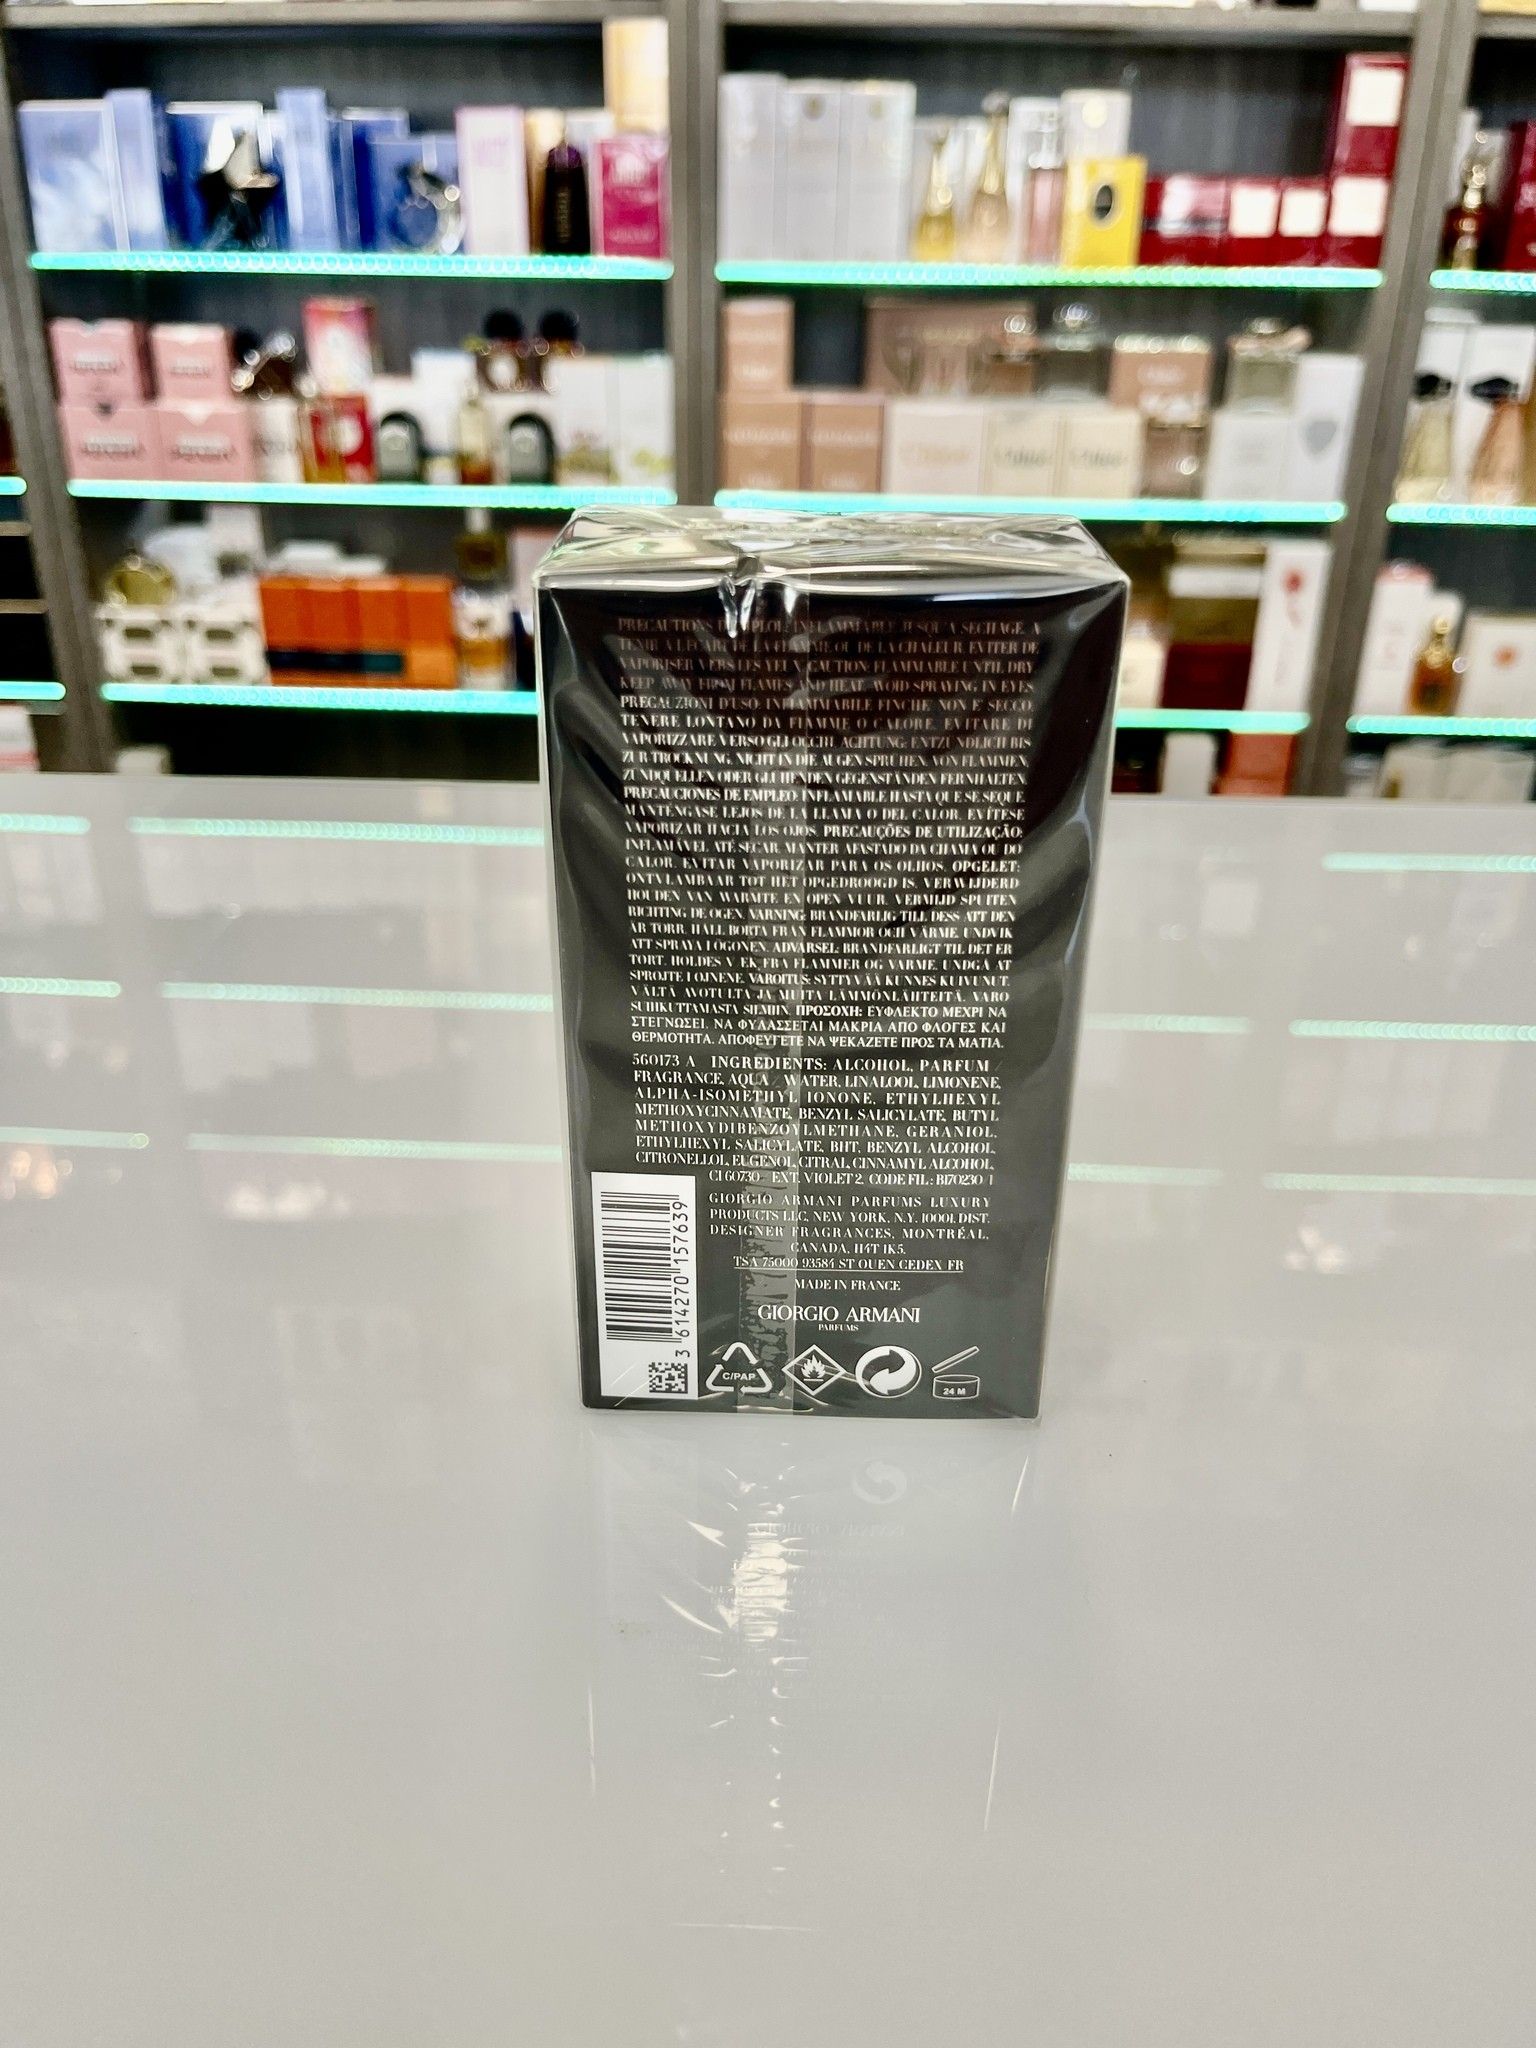 PRECAUTIONS D'EMPLOI: INFLAMMABLE JUSQU'A SECHAGE. A
TENIR A L'ECART DE LA FLAMME OU DE LA CHALEUR. EVITER DE
VAPORISER VERS LES YEUX. CAUTION: FLAMMABLE UNTIL DRY.
KEEP AWAY FROM FLAMES AND HEAT. AVOID SPRAYING IN EYES.
PRECAUZIONI D'USO: INFIAMMABILE FINCHE NON E SECCO.
TENERE LONTANO DA FIAMME O CALORE. EVITARE DI
VAPORIZZARE VERSO GLI OCCHI. ACHTUNG: ENTZÜNDLICH BIS
ZUR TROCKNUNG. NICHT IN DIE AUGEN SPRÜHEN. VON FLAMMEN,
ZÜNDQUELLEN ODER GLÜHENDEN GEGENSTÄNDEN FERNHALTEN
PRECAUCIONES DE EMPLEO: INFLAMABLE HASTA QUE SE SEQUE.
MANTÉNGASE LEJOS DE LA LLAMA O DEL CALOR. EVÍTESE
VAPORIZAR HACIA LOS OJOS. PRECAUÇÕES DE UTILIZAÇÃO:
INFLAMÁVEL ATÉ SECAR. MANTER AFASTADO DA CHAMA OU DO
CALOR. EVITAR VAPORIZAR PARA OS OLHOS. OPGELET:
ONTVLAMBAAR TOT HET OPGEDROOGD IS. VERWIJDERD
HOUDEN VAN WARMTE EN OPEN VUUR. VERMIJD SPUITEN
RICHTING DE OGEN. VARNING: BRANDFARLIG TILL DESS ATT DEN
ÄR TORR. HÅLL BORTA FRÅN FLAMMOR OCH VÄRME. UNDVIK
ATT SPRAYA I ÖGONEN. ADVARSEL: BRANDFARLIGT TIL DET ER
TORT. HOLDES VÆK FRA FLAMMER OG VARME. UNDGÅ AT
SPRØJTE I ØJNENE. VAROITUS: SYTTYVÄÄ KUNNES KUIVUNUT.
VÄLTÄ AVOTULTA JA MUITA LÄMMÖNLÄHTEITÄ. VARO
SUIHKUTTAMASTA SILMIIN. ΠΡΟΣΟΧΗ: ΕΥΦΛΕΚΤΟ ΜΕΧΡΙ ΝΑ
ΣΤΕΓΝΩΣΕΙ. ΝΑ ΦΥΛΑΣΣΕΤΑΙ ΜΑΚΡΙΑ ΑΠΟ ΦΛΟΓΕΣ ΚΑΙ
ΘΕΡΜΟΤΗΤΑ. ΑΠΟΦΕΥΓΕΤΕ ΝΑ ΨΕΚΑΖΕΤΕ ΠΡΟΣ ΤΑ ΜΑΤΙΑ.
560173 A INGREDIENTS: ALCOHOL, PARFUM /
FRAGRANCE, AQUA / WATER, LINALOOL, LIMONENE,
ALPHA-ISOMETHYL IONONE, ETHYLHEXYL
METHOXYCINNAMATE, BENZYL SALICYLATE, BUTYL
METHOXYDIBENZOYLMETHANE, GERANIOL,
ETHYLHEXYL SALICYLATE, BHT, BENZYL ALCOHOL,
CITRONELLOL, EUGENOL, CITRAL, CINNAMYL ALCOHOL,
CI 60730 / EXT. VIOLET 2. CODE FIL : B170230/1
GIORGIO ARMANI PARFUMS LUXURY
PRODUCTS LLC, NEW YORK, N.Y. 10001. DIST.
DESIGNER FRAGRANCES, MONTRÉAL,
CANADA, H4T 1K5.
TSA 75000 93584 ST OUEN CEDEX FR
MADE IN FRANCE
GIORGIO ARMANI
PARFUMS
3 614270 157639
C/PAP
24 M